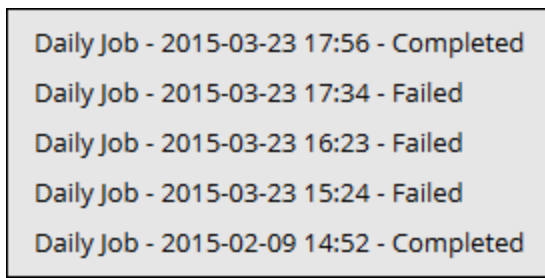 Daily Job - 2015-03-23 17:56 - Completed
Daily Job - 2015-03-23 17:34 - Failed
Daily Job - 2015-03-23 16:23 - Failed
Daily Job - 2015-03-23 15:24 - Failed
Daily Job - 2015-02-09 14:52 - Completed